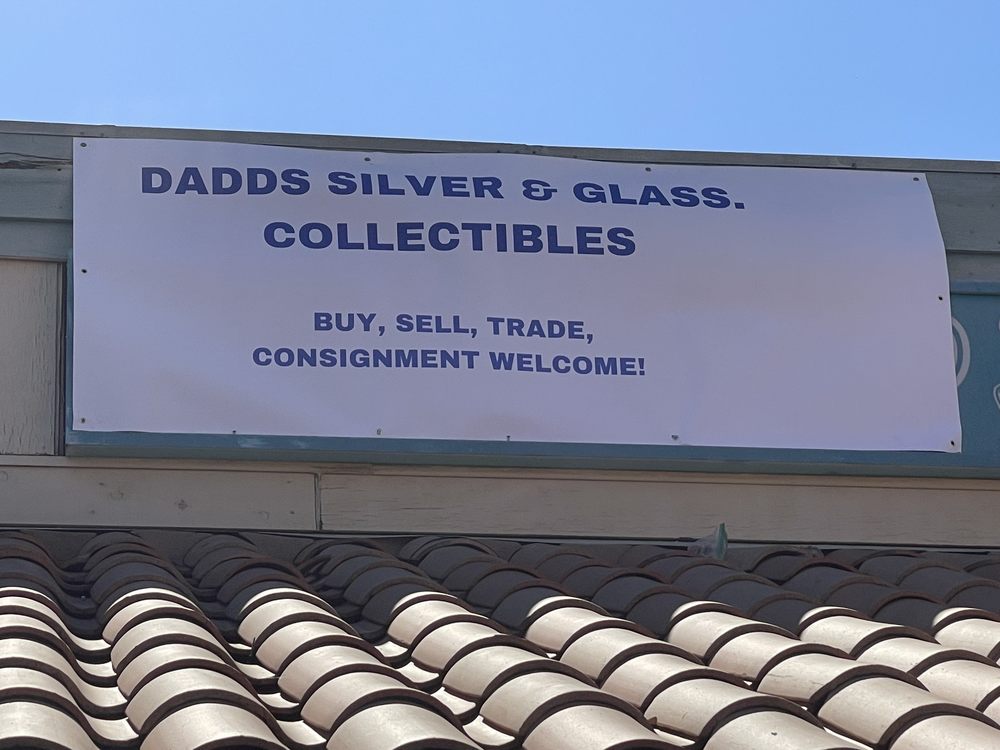 DADDS SILVER & GLASS.
COLLECTIBLES
BUY, SELL, TRADE,
CONSIGNMENT WELCOME!